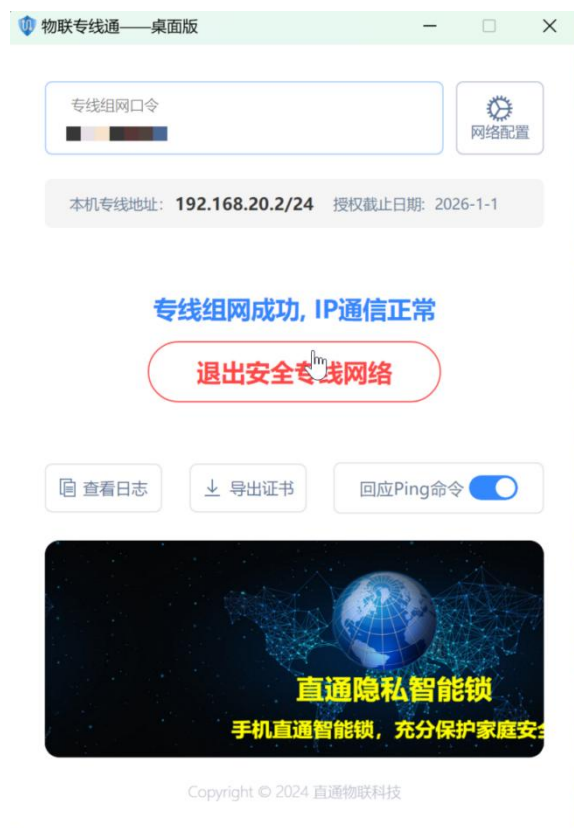 物联专线通——桌面版
专线组网口令
网络配置
本机专线地址: 192.168.20.2/24 授权截止日期: 2026-1-1
专线组网成功, IP通信正常
退出安全专线网络
查看日志 导出证书 回应Ping命令
直通隐私智能锁
手机直通智能锁，充分保护家庭安全
Copyright © 2024 直通物联科技